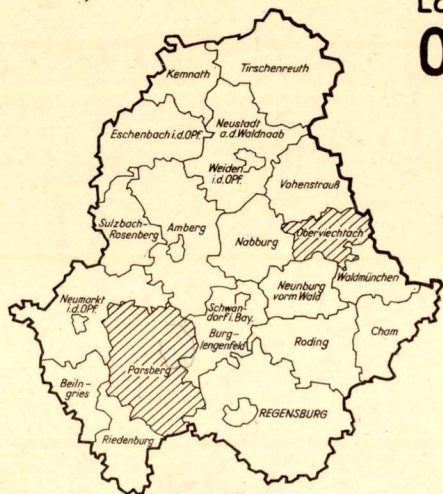 Kemnath
Tirschenreuth
Eschenbach i.d.OPf.
Neustadt
a.d.Waldnaab
Weiden
i.d.OPf.
Vohenstrauß
Sulzbach-
Rosenberg
Amberg
Nabburg
Oberviechtach
Waldmünchen
Neumarkt
i.d.OPf.
Schwan-
dorf i. Bay.
Neunburg
vorm Wald
Burg-
lengenfeld
Roding
Cham
Parsberg
Beiln-
gries
REGENSBURG
Riedenburg